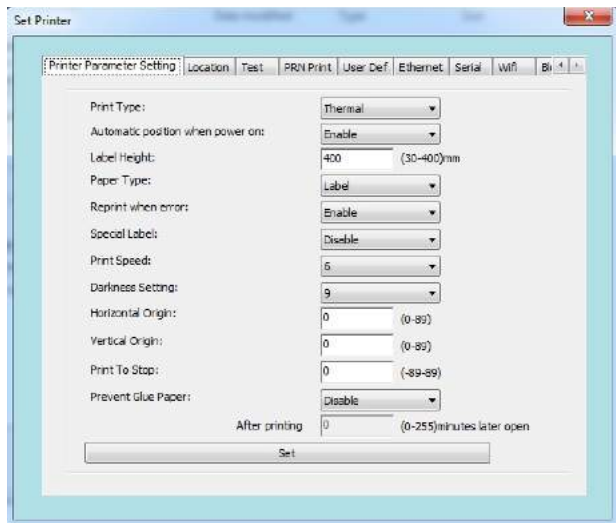 Set Printer
Printer Parameter Setting Location Test PRN Print User Def Ethernet Serial Wifi
Print Type: Thermal
Automatic position when power on: Enable
Label Height: 400 (30-400)mm
Paper Type: Label
Reprint when error: Enable
Special Label: Disable
Print Speed: 6
Darkness Setting: 9
Horizontal Origin: 0 (0-89)
Vertical Origin: 0 (0-89)
Print To Stop: 0 (-89-89)
Prevent Glue Paper: Disable
After printing 0 (0-255)minutes later open
Set